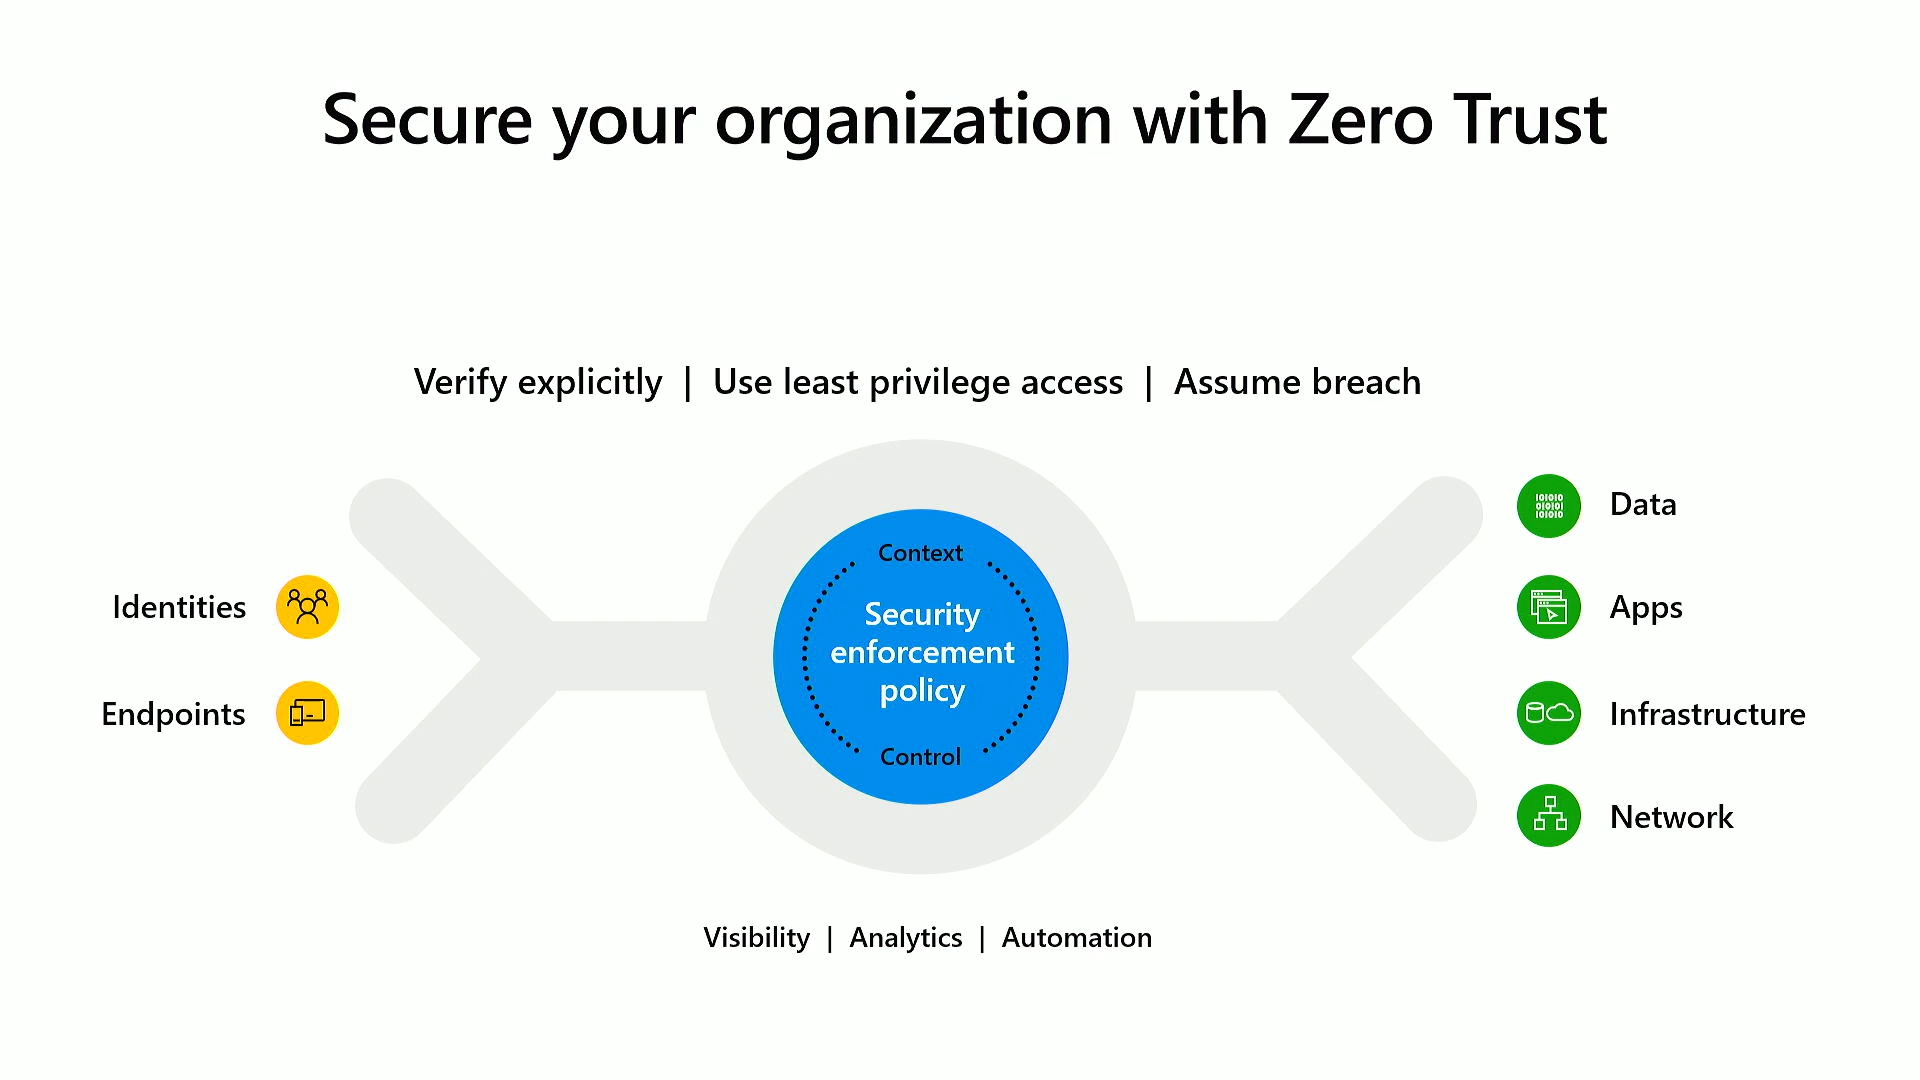 Secure your organization with Zero Trust
Verify explicitly | Use least privilege access | Assume breach
Identities
Endpoints
Context
Security
enforcement
policy
Control
Data
Apps
Infrastructure
Network
Visibility | Analytics | Automation